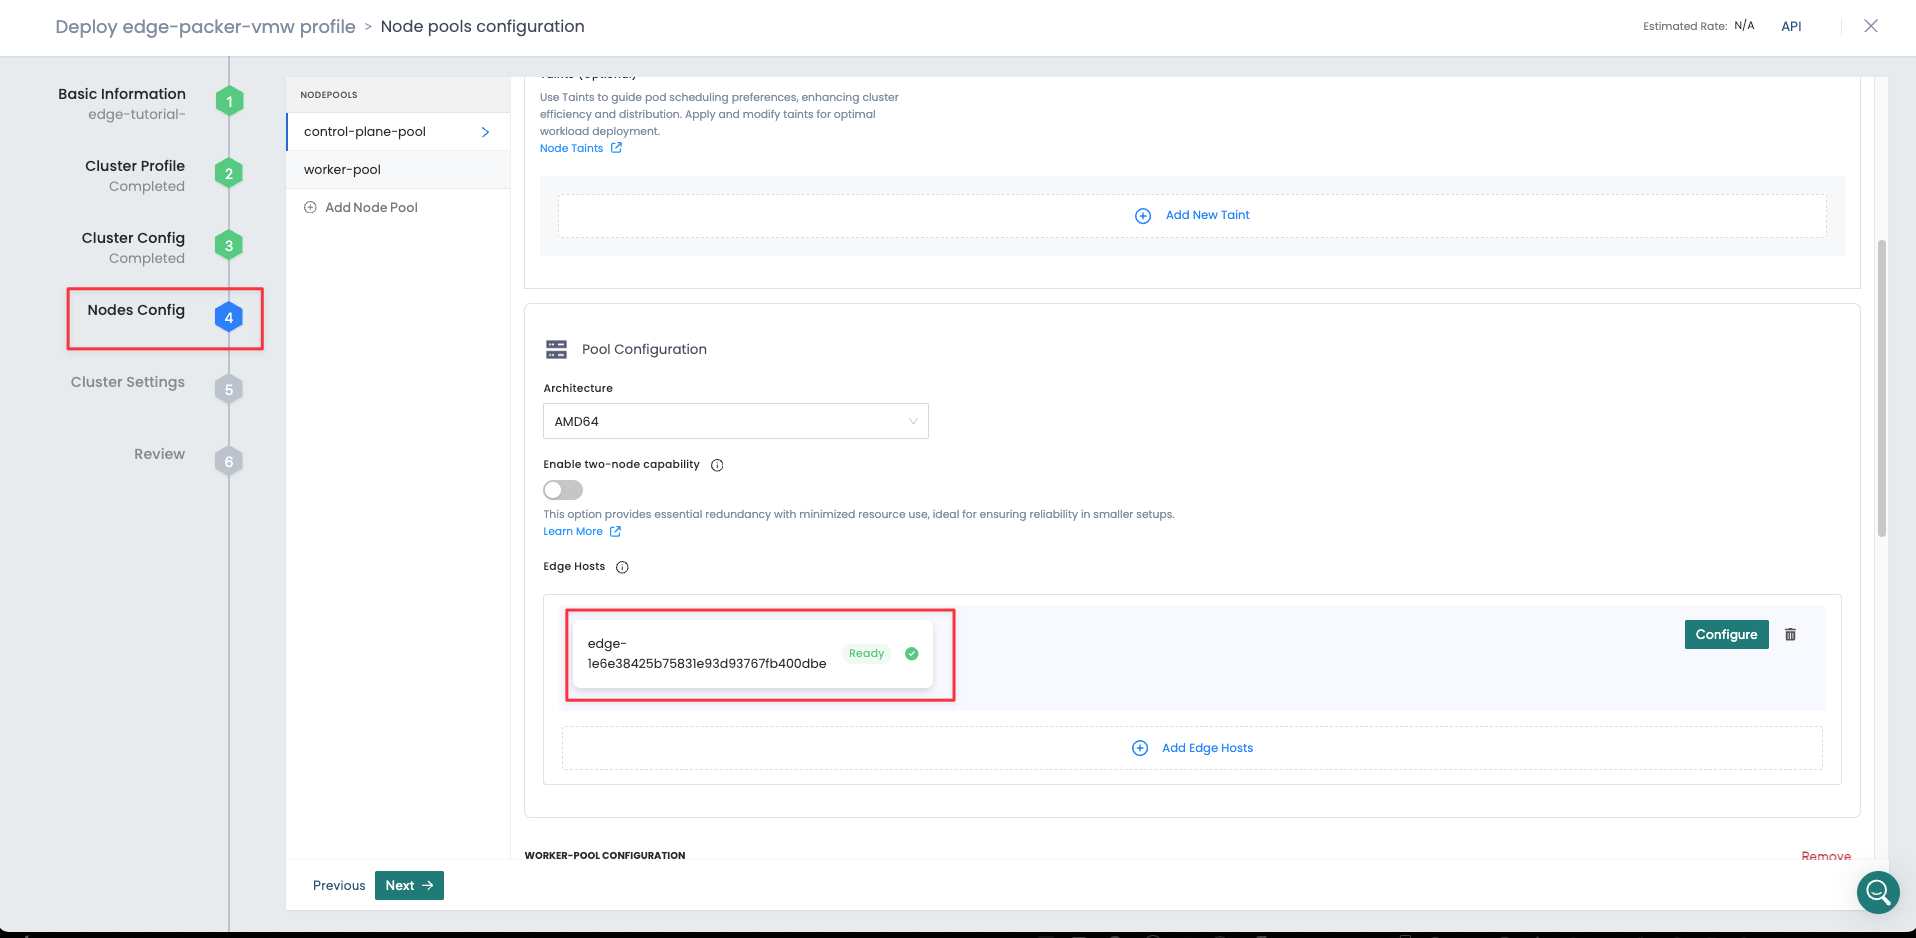 Deploy edge-packer-vmw profile > Node pools configuration
Estimated Rate: N/A API
Basic Information
edge-tutorial-
1
Cluster Profile
Completed
2
Cluster Config
Completed
3
Nodes Config
4
Cluster Settings
5
Review
6
NODEPOOLS
control-plane-pool
worker-pool
Add Node Pool
Taints (Optional)
Use Taints to guide pod scheduling preferences, enhancing cluster
efficiency and distribution. Apply and modify taints for optimal
workload deployment.
Node Taints
Add New Taint
Pool Configuration
Architecture
AMD64
Enable two-node capability
This option provides essential redundancy with minimized resource use, ideal for ensuring reliability in smaller setups.
Learn More
Edge Hosts
edge-
1e6e38425b75831e93d93767fb400dbe
Ready
Configure
Add Edge Hosts
WORKER-POOL CONFIGURATION
Remove
Previous
Next →